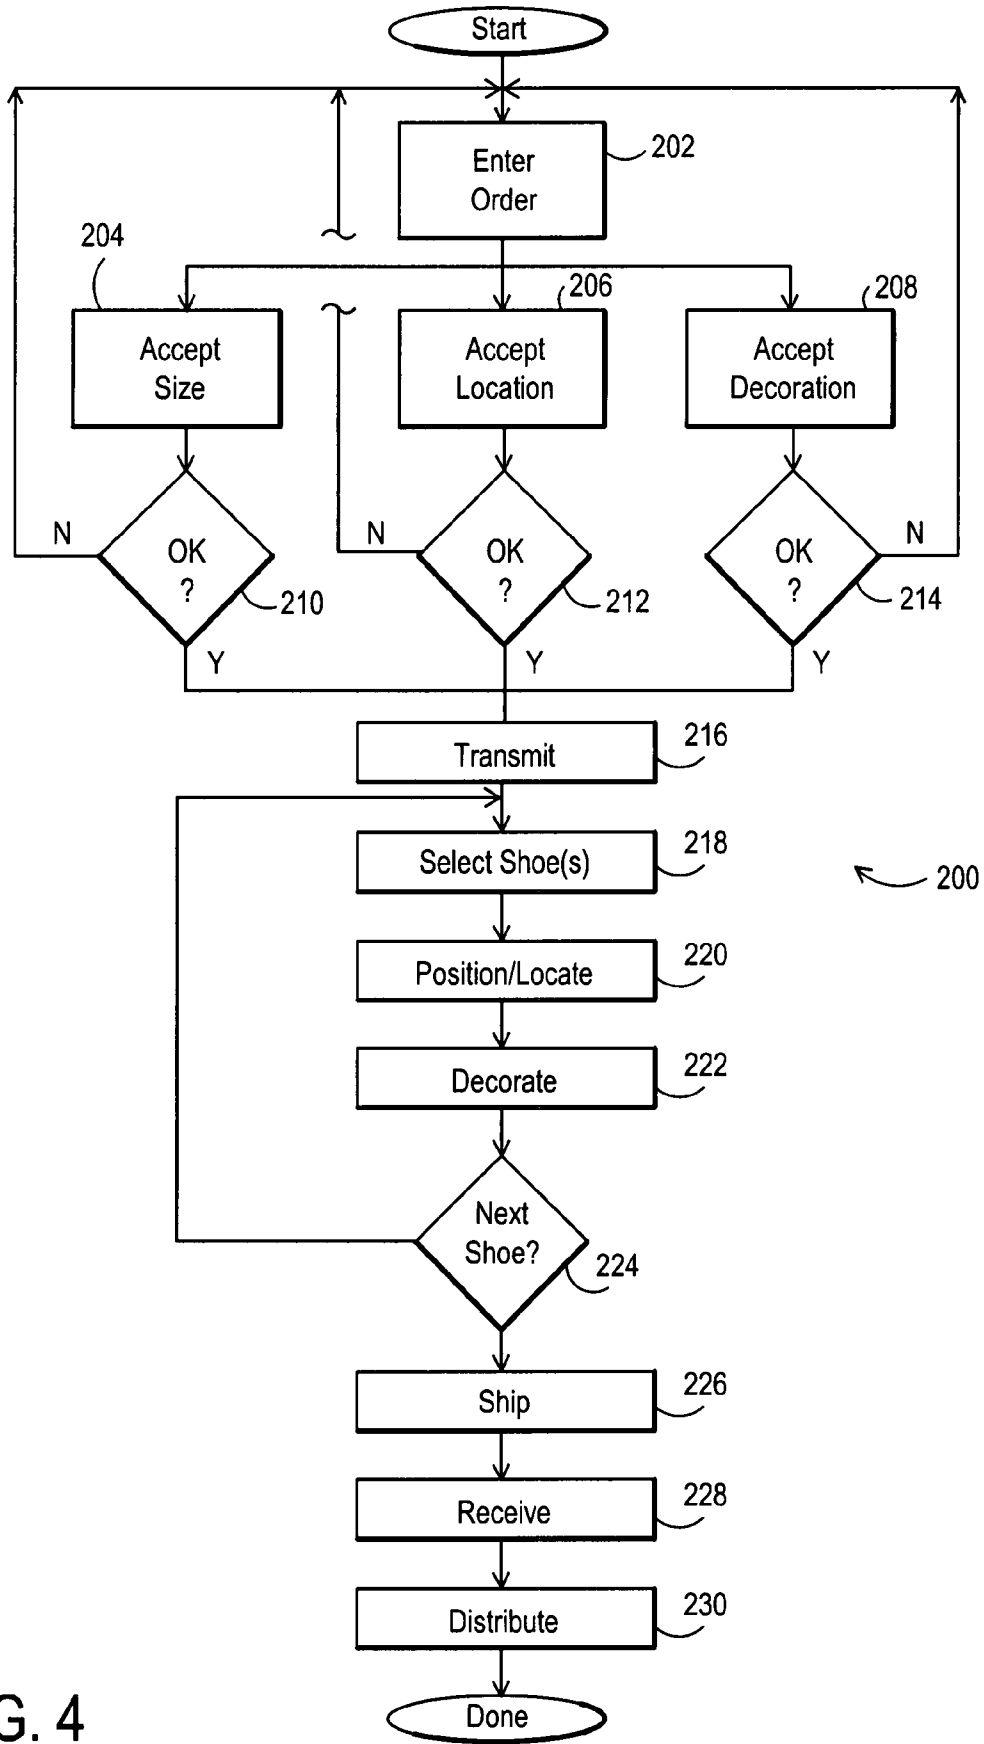 Start
Enter
Order
202
204
206
208
Accept
Size
Accept
Location
Accept
Decoration
N
OK
?
210
N
OK
?
212
N
OK
?
214
Y
Y
Y
Transmit
216
Select Shoe(s)
218
200
Position/Locate
220
Decorate
222
Next
Shoe?
224
Ship
226
Receive
228
Distribute
230
Done
G. 4